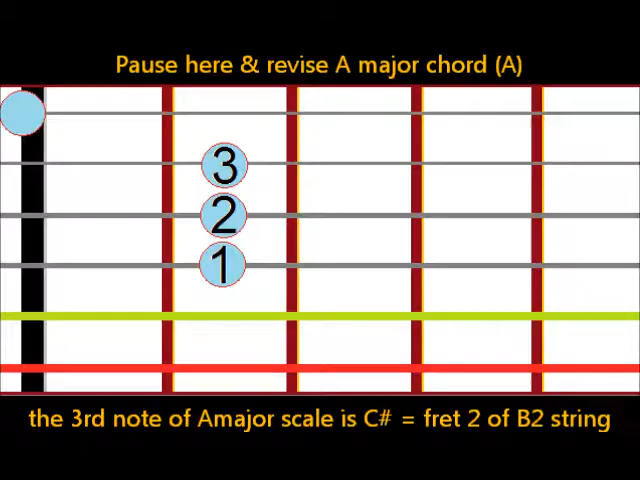 Pause here & revise A major chord (A)
3
2
1
the 3rd note of Amajor scale is C# = fret 2 of B2 string